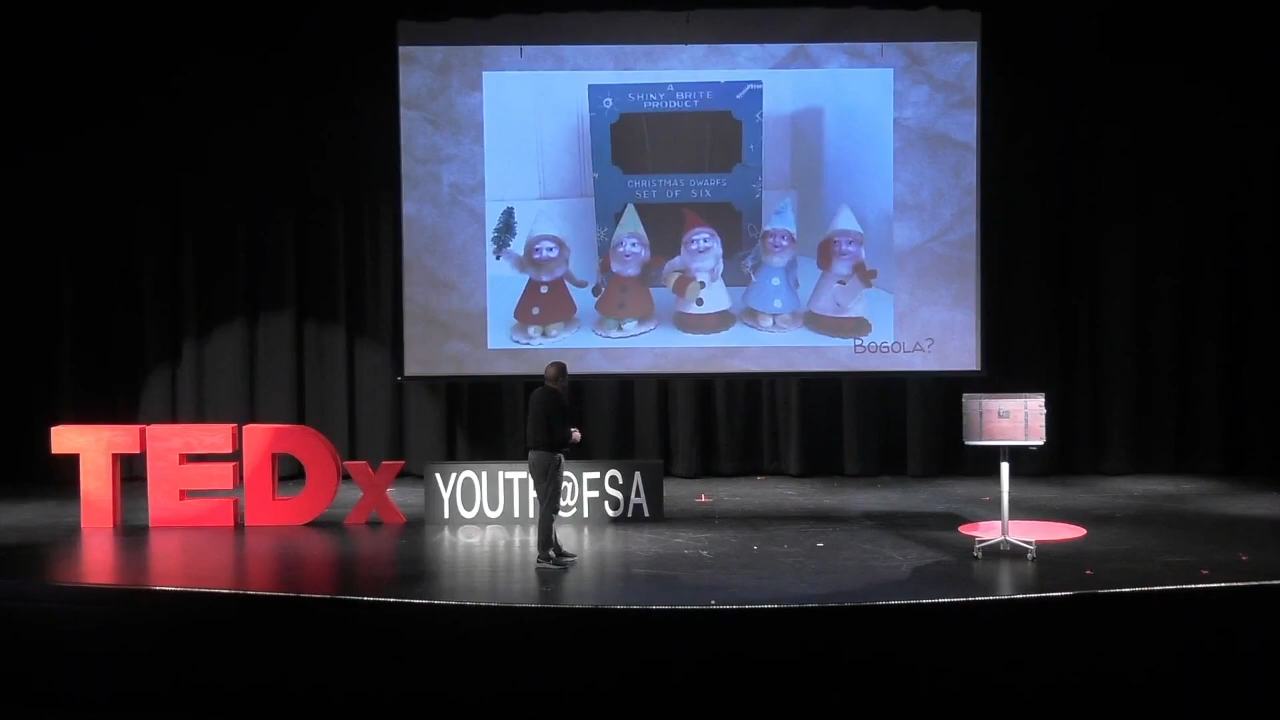 A
SHINY BRITE
PRODUCT
CHRISTMAS DWARFS
SET OF SIX
BOGOLA?
TEDx
YOUTH@FSA